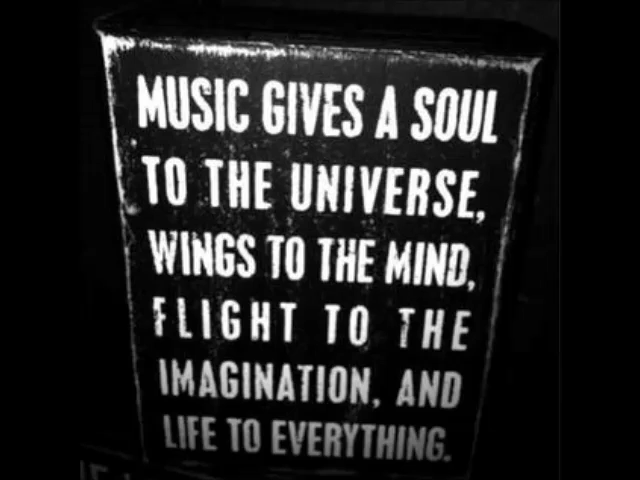 MUSIC GIVES A SOUL
TO THE UNIVERSE,
WINGS TO THE MIND,
FLIGHT TO THE
IMAGINATION, AND
LIFE TO EVERYTHING.